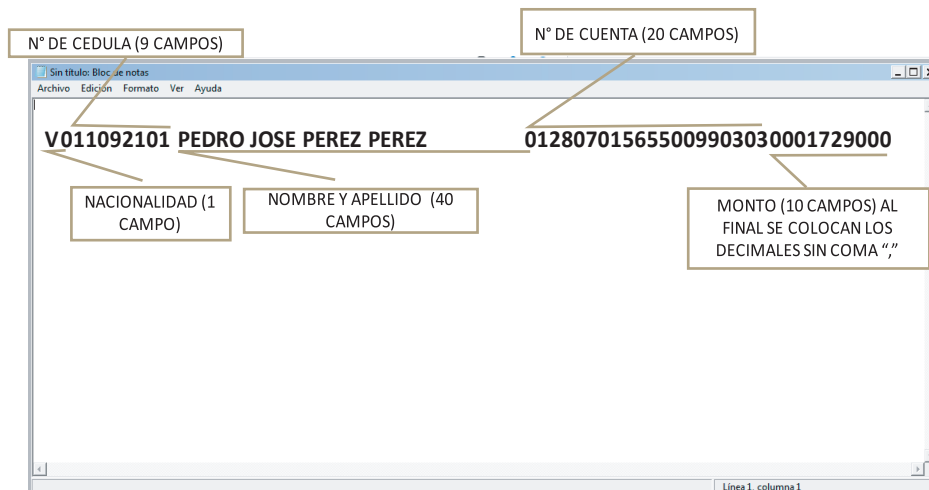 N° DE CEDULA (9 CAMPOS)
N° DE CUENTA (20 CAMPOS)
Sin título: Bloc de notas
Archivo Edición Formato Ver Ayuda
V011092101 PEDRO JOSE PEREZ PEREZ 012807015655009903030001729000
NACIONALIDAD (1
CAMPO)
NOMBRE Y APELLIDO (40
CAMPOS)
MONTO (10 CAMPOS) AL
FINAL SE COLOCAN LOS
DECIMALES SIN COMA “,”
Línea 1, columna 1